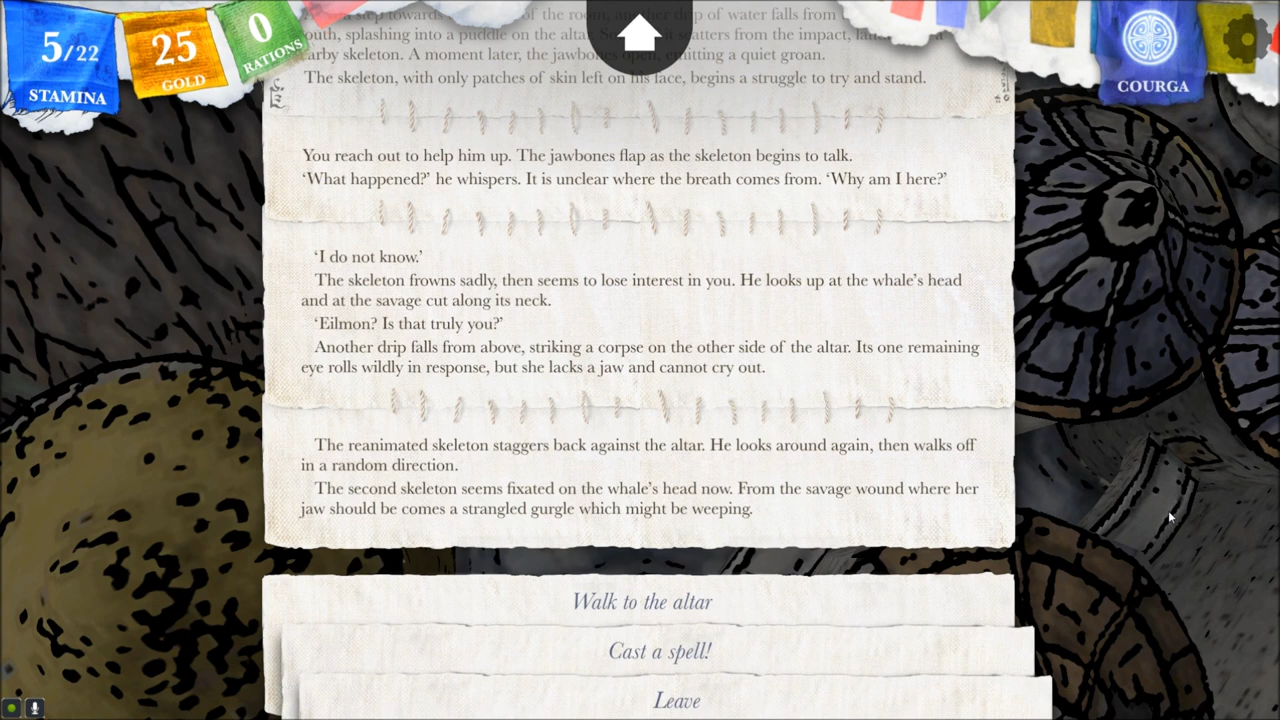 5/22
STAMINA
25
GOLD
0
RATIONS
COURGA
a step towards of the room, another drip of water falls from
splashing into a puddle on the altar. scatters from the impact,
skeleton. A moment later, the jawbones open, emitting a quiet groan.
The skeleton, with only patches of skin left on his face, begins a struggle to try and stand.
You reach out to help him up. The jawbones flap as the skeleton begins to talk.
‘What happened?’ he whispers. It is unclear where the breath comes from. ‘Why am I here?’
‘I do not know.’
The skeleton frowns sadly, then seems to lose interest in you. He looks up at the whale’s head
and at the savage cut along its neck.
‘Eilmon? Is that truly you?’
Another drip falls from above, striking a corpse on the other side of the altar. Its one remaining
eye rolls wildly in response, but she lacks a jaw and cannot cry out.
The reanimated skeleton staggers back against the altar. He looks around again, then walks off
in a random direction.
The second skeleton seems fixated on the whale’s head now. From the savage wound where her
jaw should be comes a strangled gurgle which might be weeping.
Walk to the altar
Cast a spell!
Leave